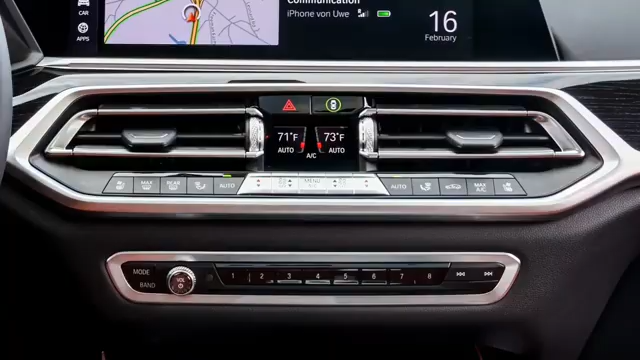 CAR
APPS
Communication
iPhone von Uwe
16
February
71°F
AUTO
73°F
AUTO
A/C
MAX
REAR
AUTO
MENU
AUTO
MAX
A/C
MODE
BAND
VOL
1 2 3 4 5 6 7 8